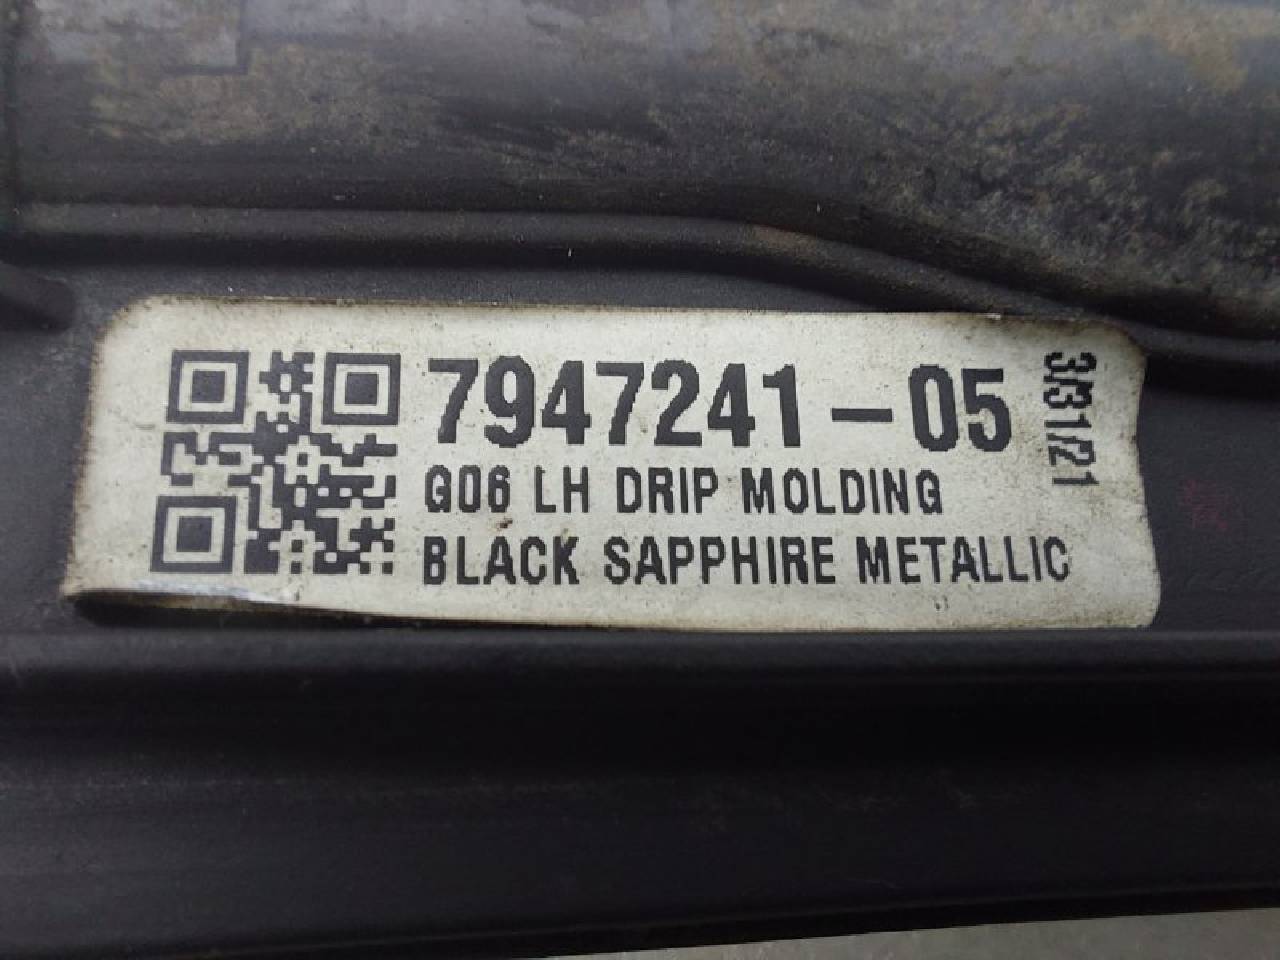 7947241-05
G06 LH DRIP MOLDING
BLACK SAPPHIRE METALLIC
3/31/21